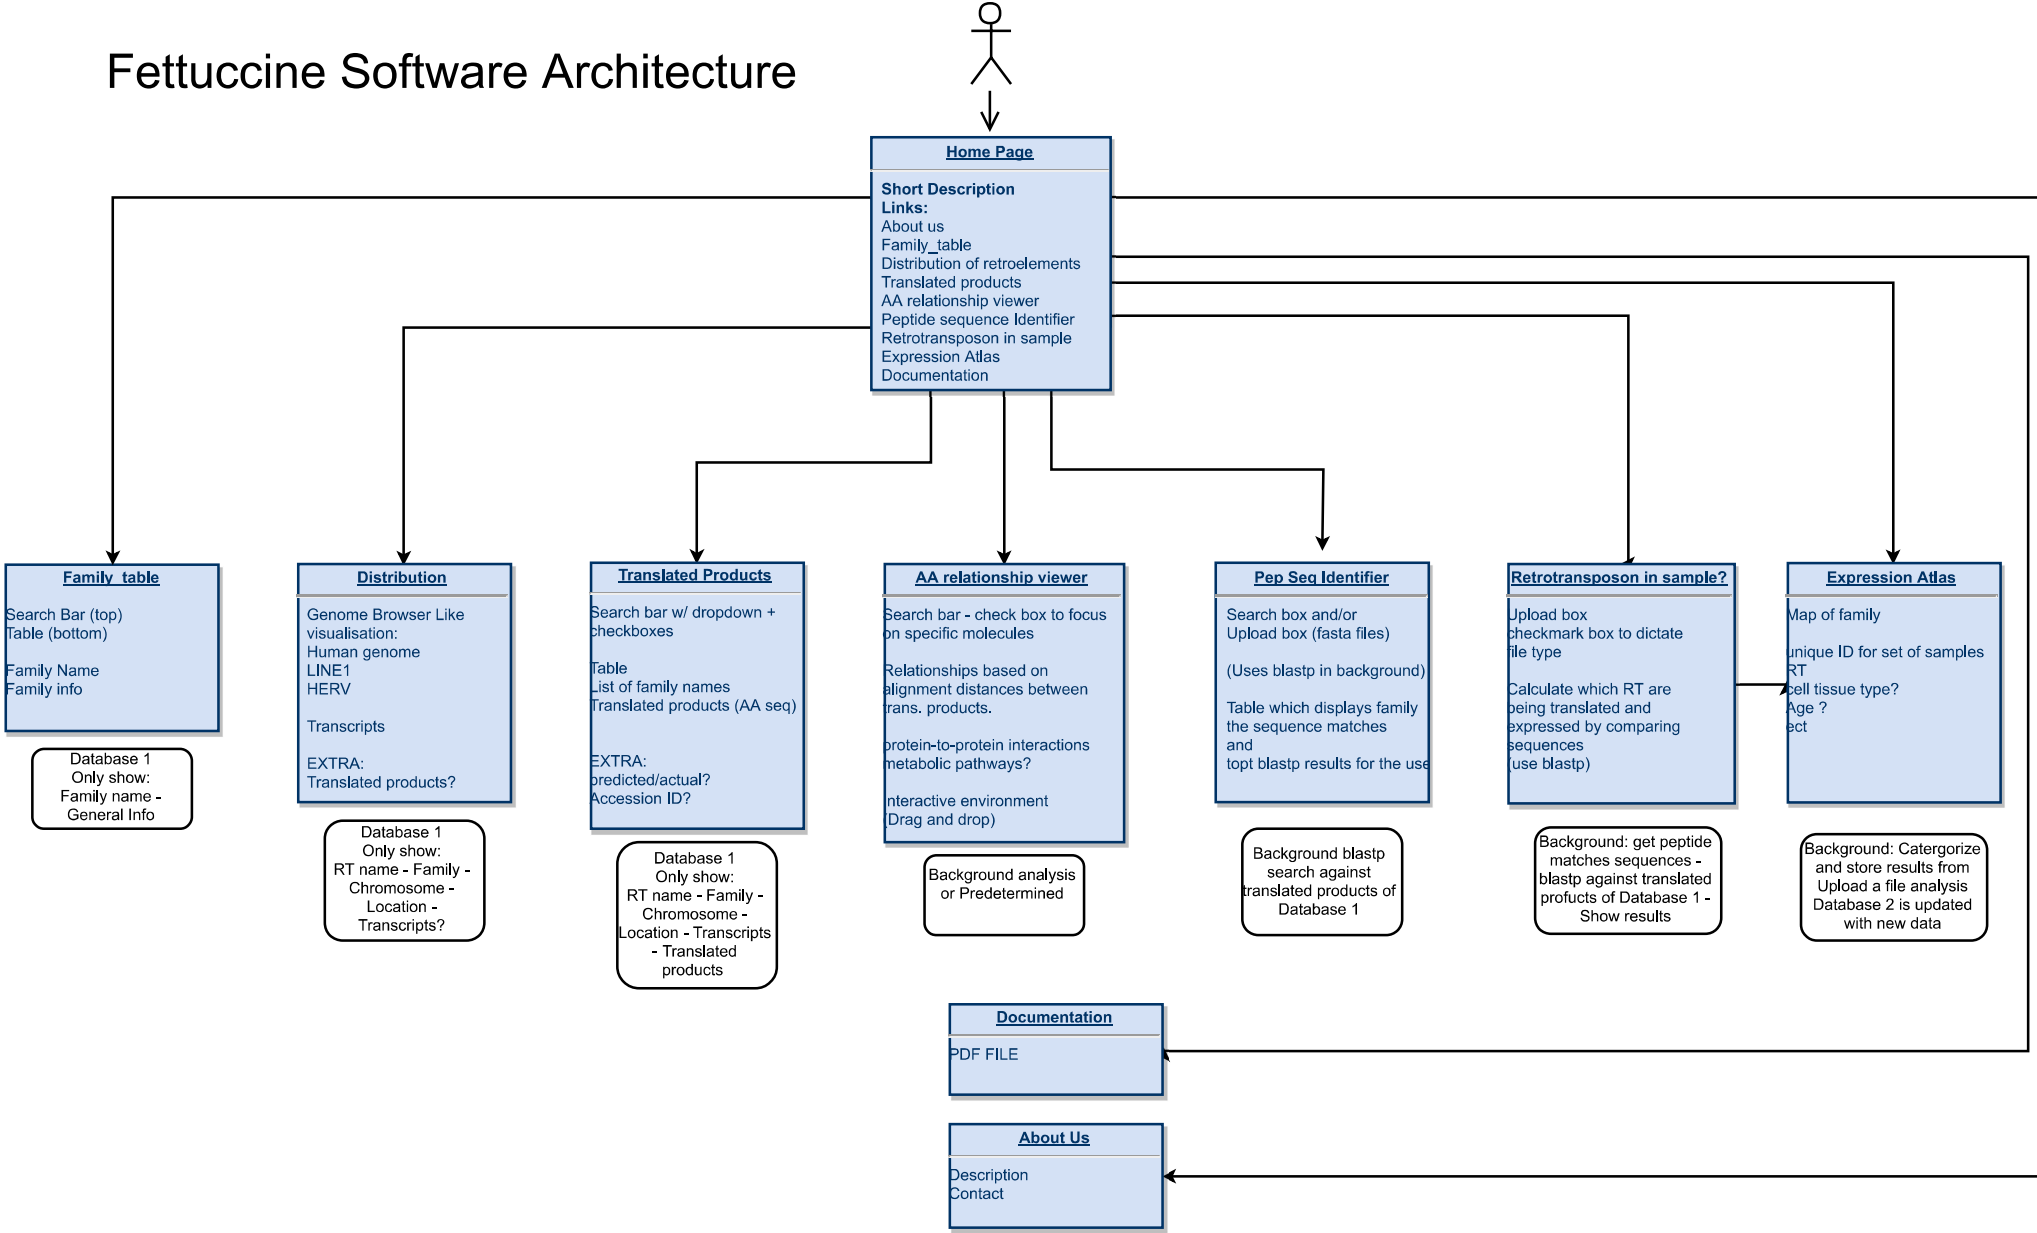 Fettuccine Software Architecture
Home Page
Short Description
Links:
About us
Family_table
Distribution of retroelements
Translated products
AA relationship viewer
Peptide sequence Identifier
Retrotransposon in sample
Expression Atlas
Documentation
Family_table
Search Bar (top)
Table (bottom)
Family Name
Family info
Database 1
Only show:
Family name -
General Info
Distribution
Genome Browser Like
visualisation:
Human genome
LINE1
HERV
Transcripts
EXTRA:
Translated products?
Database 1
Only show:
RT name - Family -
Chromosome -
Location -
Transcripts?
Translated Products
Search bar w/ dropdown +
checkboxes
Table
List of family names
Translated products (AA seq)
EXTRA:
predicted/actual?
Accession ID?
Database 1
Only show:
RT name - Family -
Chromosome -
Location - Transcripts
- Translated
products
AA relationship viewer
Search bar - check box to focus
on specific molecules
Relationships based on
alignment distances between
trans. products.
protein-to-protein interactions
metabolic pathways?
Interactive environment
(Drag and drop)
Background analysis
or Predetermined
Pep Seq Identifier
Search box and/or
Upload box (fasta files)
(Uses blastp in background)
Table which displays family
the sequence matches
and
topt blastp results for the use
Background blastp
search against
translated products of
Database 1
Retrotransposon in sample?
Upload box
checkmark box to dictate
file type
Calculate which RT are
being translated and
expressed by comparing
sequences
(use blastp)
Background: get peptide
matches sequences -
blastp against translated
profucts of Database 1 -
Show results
Expression Atlas
Map of family
unique ID for set of samples
RT
cell tissue type?
Age ?
ect
Background: Catergorize
and store results from
Upload a file analysis
Database 2 is updated
with new data
Documentation
PDF FILE
About Us
Description
Contact